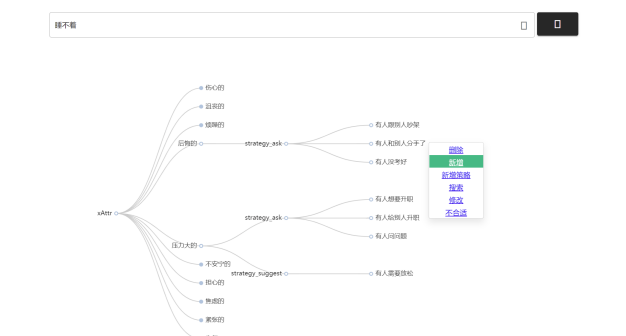 睡不着
伤心的
沮丧的
烦躁的
后悔的
strategy_ask
有人跟别人吵架
有人和别人分手了
有人没考好
删除
新增
新增策略
搜索
修改
不合适
xAttr
压力大的
strategy_ask
有人想要升职
有人给别人升职
有人问问题
不安宁的
strategy_suggest
有人需要放松
担心的
焦虑的
紧张的